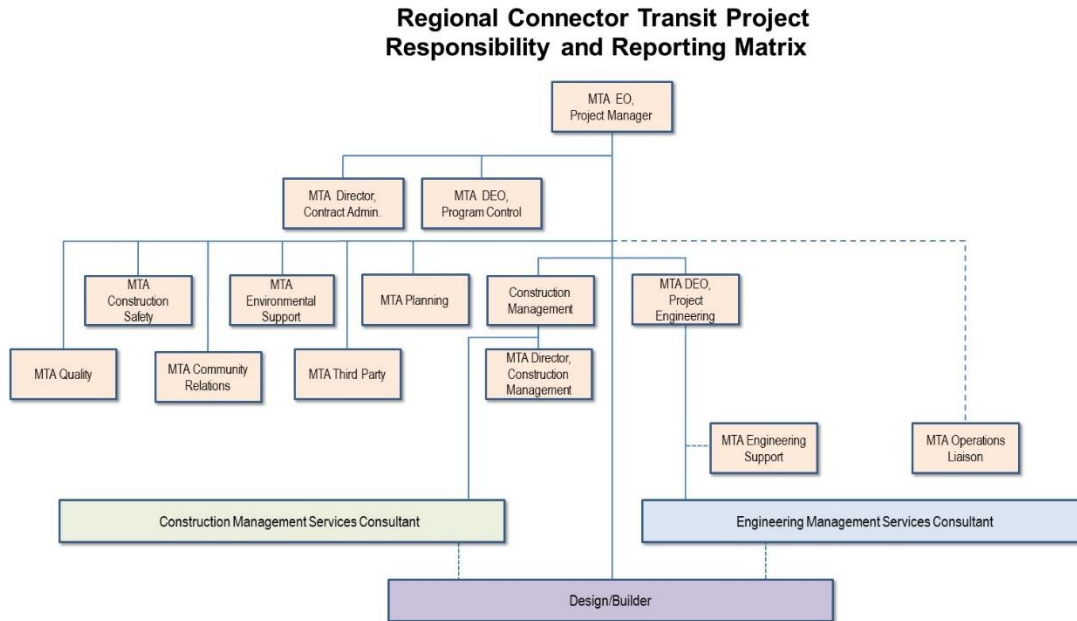 Regional Connector Transit Project
Responsibility and Reporting Matrix
MTA EO,
Project Manager
MTA Director,
Contract Admin.
MTA DEO,
Program Control
MTA
Construction
Safety
MTA
Environmental
Support
MTA Planning
Construction
Management
MTA DEO,
Project
Engineering
MTA Quality
MTA Community
Relations
MTA Third Party
MTA Director,
Construction
Management
MTA Engineering
Support
MTA Operations
Liaison
Construction Management Services Consultant
Engineering Management Services Consultant
Design/Builder